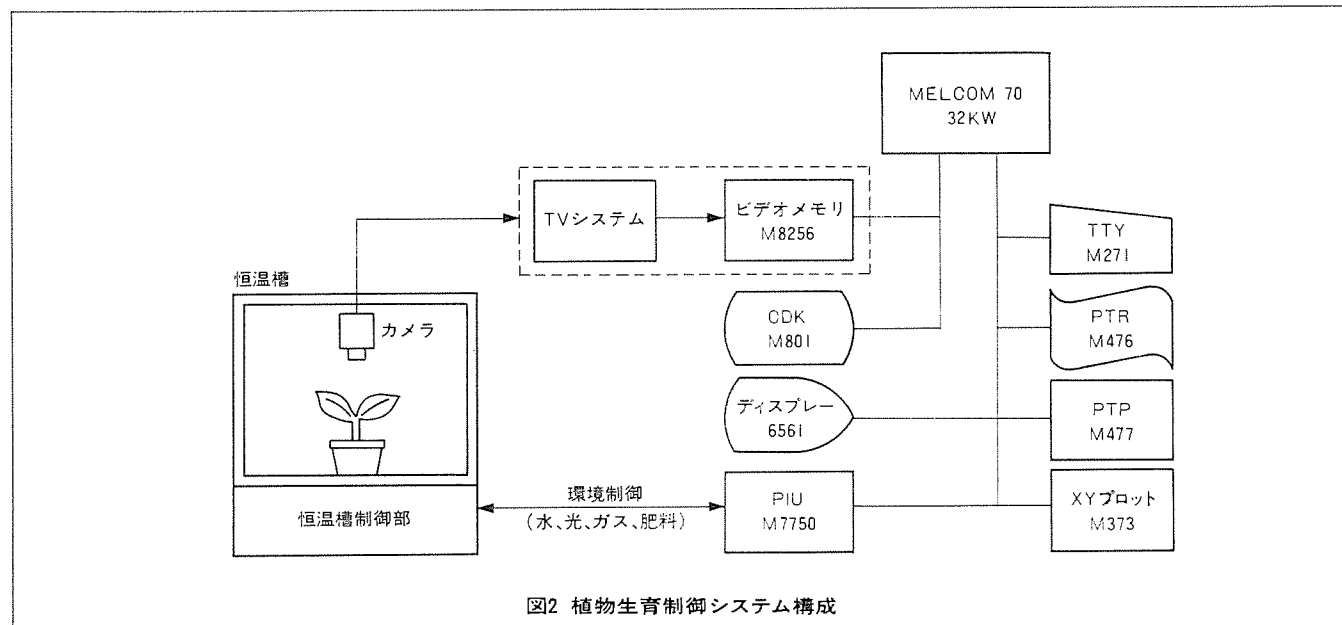 MELCOM 70
32KW
TVシステム
ビデオメモリ
M8256
TTY
M271
恒温槽
カメラ
CDK
M801
PTR
M476
ディスプレー
6561
PTP
M477
環境制御
(水、光、ガス、肥料)
PIU
M7750
XYプロット
M373
恒温槽制御部
図2 植物生育制御システム構成